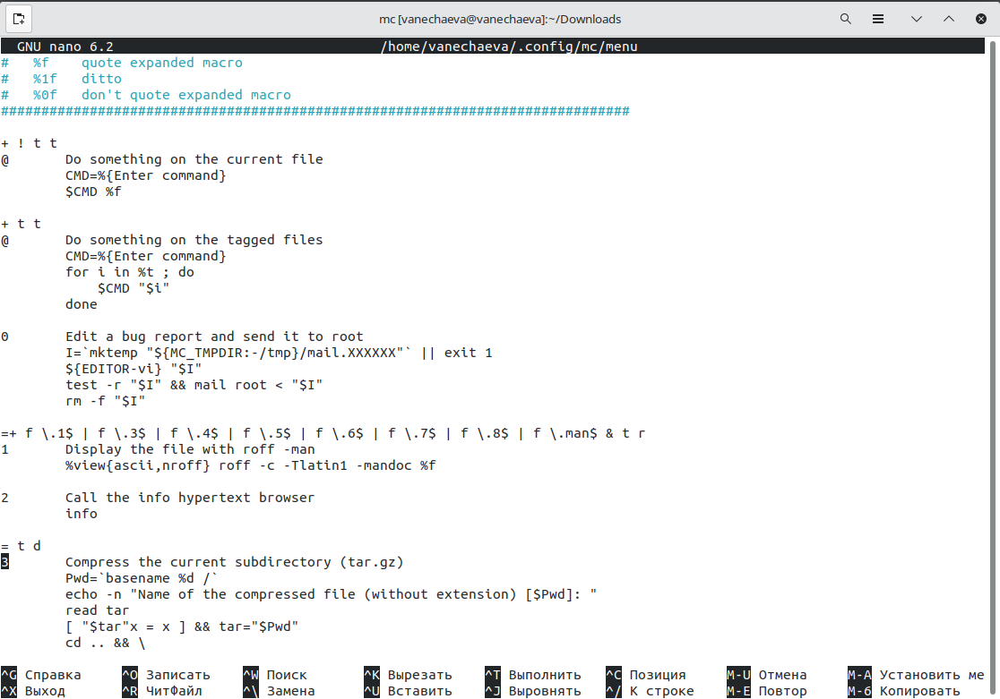 mc [vanechaeva@vanechaeva]:~/Downloads
GNU nano 6.2 /home/vanechaeva/.config/mc/menu
#   %f    quote expanded macro
#   %1f   ditto
#   %0f   don't quote expanded macro
##############################################################################
+ ! t t
@       Do something on the current file
        CMD=%{Enter command}
        $CMD %f
+ t t
@       Do something on the tagged files
        CMD=%{Enter command}
        for i in %t ; do
            $CMD "$i"
        done
0       Edit a bug report and send it to root
        I=`mktemp "${MC_TMPDIR:-/tmp}/mail.XXXXXX"` || exit 1
        ${EDITOR-vi} "$I"
        test -r "$I" && mail root < "$I"
        rm -f "$I"
=+ f \.1$ | f \.3$ | f \.4$ | f \.5$ | f \.6$ | f \.7$ | f \.8$ | f \.man$ & t r
1       Display the file with roff -man
        %view{ascii,nroff} roff -c -Tlatin1 -mandoc %f
2       Call the info hypertext browser
        info
= t d
3       Compress the current subdirectory (tar.gz)
        Pwd=`basename %d /`
        echo -n "Name of the compressed file (without extension) [$Pwd]: "
        read tar
        [ "$tar"x = x ] && tar="$Pwd"
        cd .. && \
^G Справка ^O Записать ^W Поиск ^K Вырезать ^T Выполнить ^C Позиция M-U Отмена M-A Установить ме
^X Выход ^R ЧитФайл ^\ Замена ^U Вставить ^J Выровнять ^/ К строке M-E Повтор M-6 Копировать